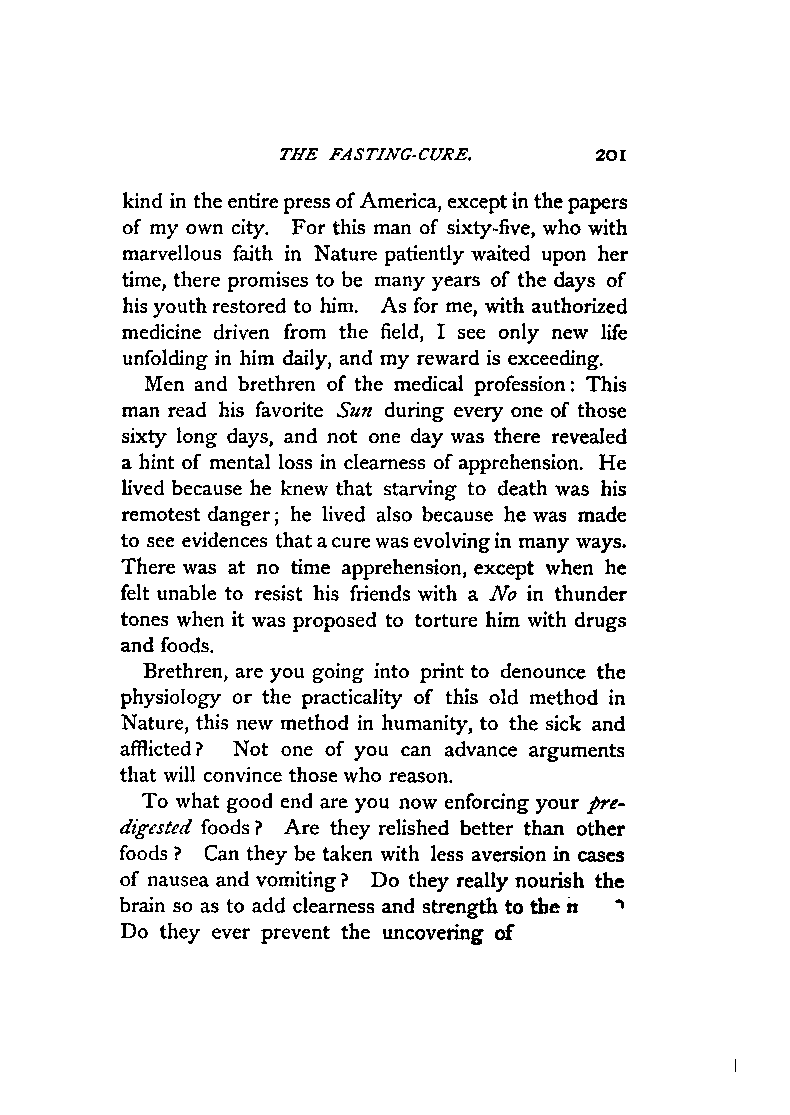 THE FASTING-CURE. 201
kind in the entire press of America, except in the papers
of my own city. For this man of sixty-five, who with
marvellous faith in Nature patiently waited upon her
time, there promises to be many years of the days of
his youth restored to him. As for me, with authorized
medicine driven from the field, I see only new life
unfolding in him daily, and my reward is exceeding.
Men and brethren of the medical profession: This
man read his favorite Sun during every one of those
sixty long days, and not one day was there revealed
a hint of mental loss in clearness of apprehension. He
lived because he knew that starving to death was his
remotest danger; he lived also because he was made
to see evidences that a cure was evolving in many ways.
There was at no time apprehension, except when he
felt unable to resist his friends with a No in thunder
tones when it was proposed to torture him with drugs
and foods.
Brethren, are you going into print to denounce the
physiology or the practicality of this old method in
Nature, this new method in humanity, to the sick and
afflicted? Not one of you can advance arguments
that will convince those who reason.
To what good end are you now enforcing your pre-
digested foods? Are they relished better than other
foods? Can they be taken with less aversion in cases
of nausea and vomiting? Do they really nourish the
brain so as to add clearness and strength to the
Do they ever prevent the uncovering of